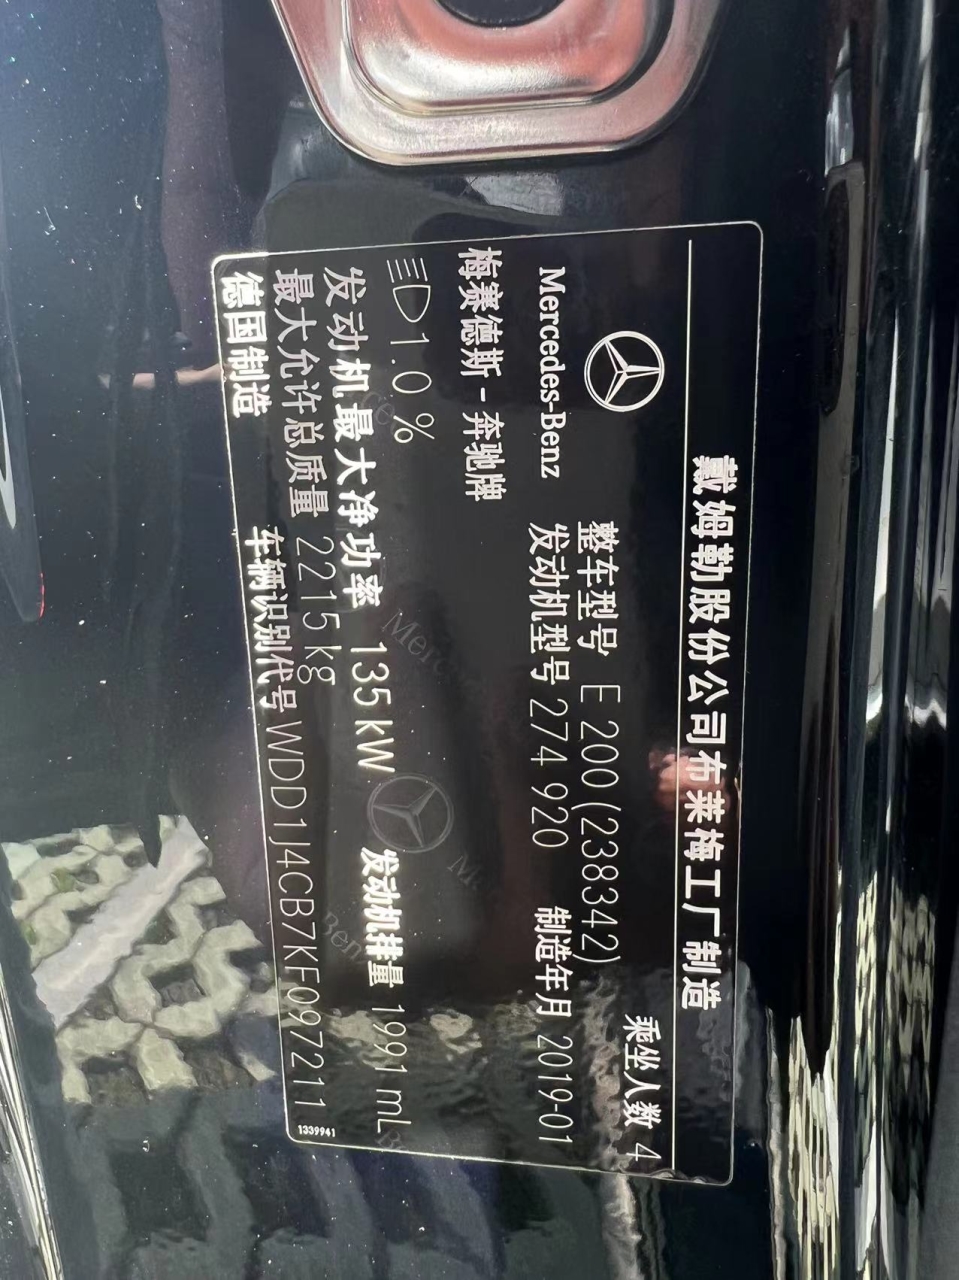 戴姆勒股份公司布莱梅工厂制造
乘坐人数 4
Mercedes-Benz
整车型号 E 200(238342)
发动机型号 274 920 制造年月 2019-01
梅赛德斯-奔驰牌
1.0 %
发动机最大净功率 135 kW 发动机排量 1991 mL
最大允许总质量 2215 kg
德国制造 车辆识别代号 WDD1J4CB7KF097211
1339941